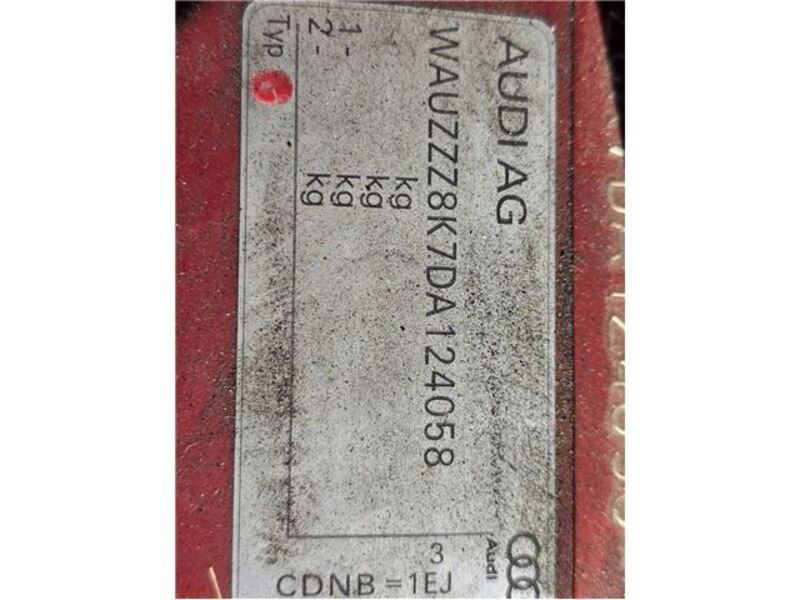 AUDI AG
WAUZZZ8K7DA124058
kg
kg
1- kg
2- kg
Typ
Audi
3
CDNB =1EJ